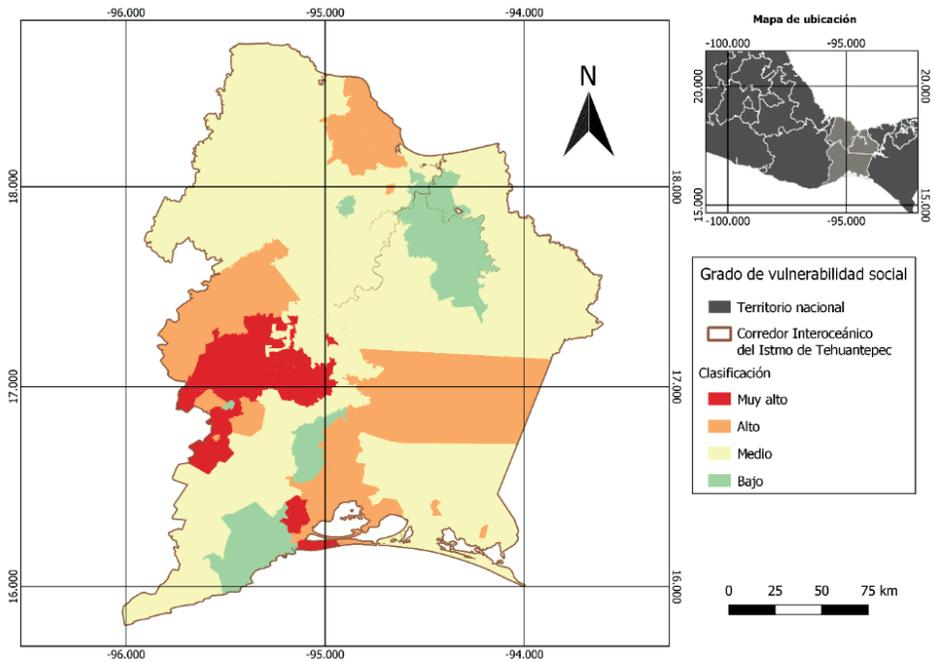 -96.000
-95.000
-94.000
18.000
18.000
17.000
17.000
16.000
16.000
-96.000
-95.000
-94.000
N
Mapa de ubicación
-100.000
-95.000
20.000
20.000
15.000
15.000
-100.000
-95.000
Grado de vulnerabilidad social
Territorio nacional
Corredor Interoceánico
del Istmo de Tehuantepec
Clasificación
Muy alto
Alto
Medio
Bajo
0 25 50 75 km